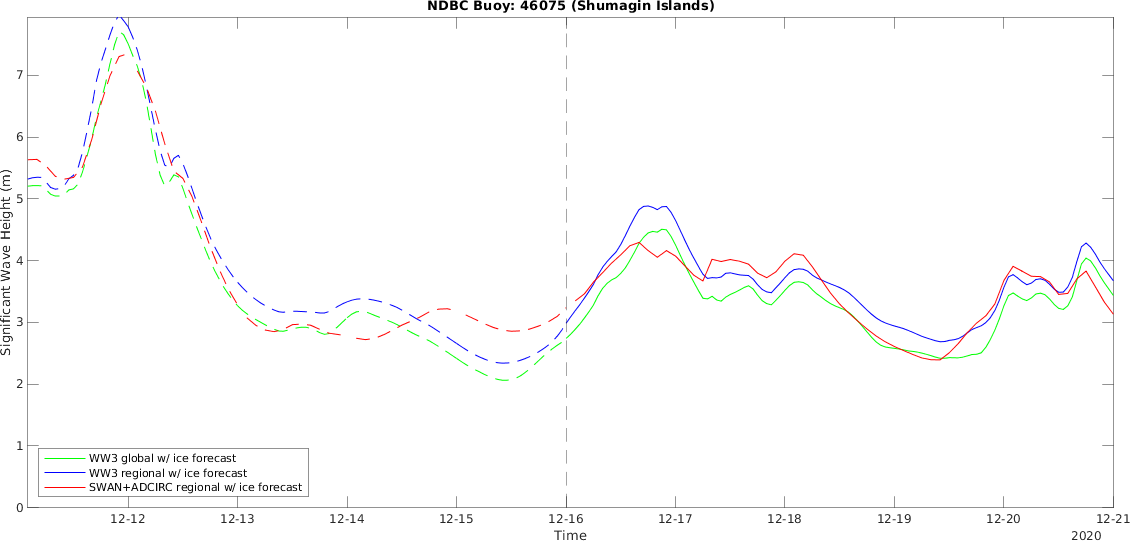 NDBC Buoy: 46075 (Shumagin Islands)
Significant Wave Height (m)
7
6
5
4
3
2
1
0
WW3 global w/ ice forecast
WW3 regional w/ ice forecast
SWAN+ADCIRC regional w/ ice forecast
12-12 12-13 12-14 12-15 12-16 12-17 12-18 12-19 12-20 12-21
Time
2020